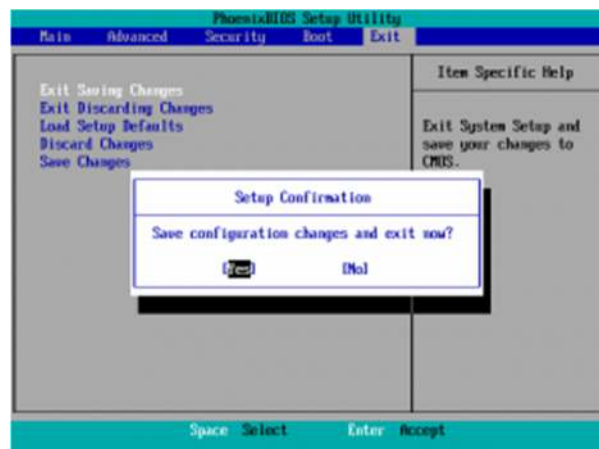 PhoenixBIOS Setup Utility
Main Advanced Security Boot Exit
Item Specific Help
Exit Saving Changes
Exit Discarding Changes
Load Setup Defaults
Discard Changes
Save Changes
Exit System Setup and
save your changes to
CMOS.
Setup Confirmation
Save configuration changes and exit now?
[Yes] [No]
Space Select Enter Accept